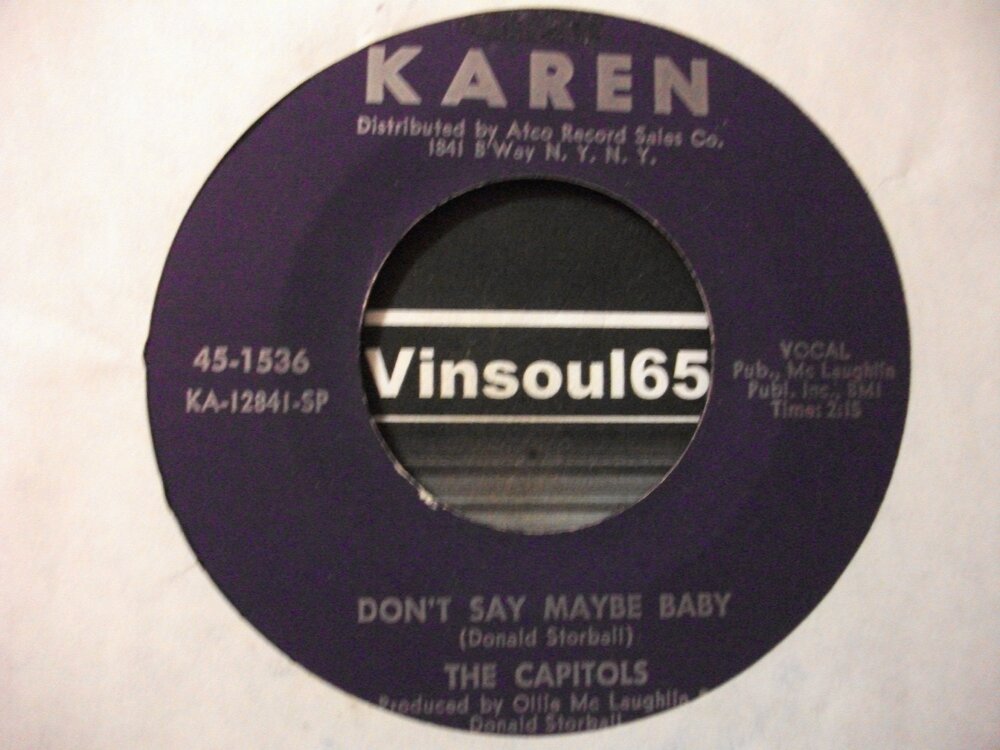 KAREN
Distributed by Atco Record Sales Co.
1841 B'Way N. Y. N. Y.
45-1536
KA-12841-SP
Vinsoul65
VOCAL
Pub., Mc Laughlin
Publ. Inc., BMI
Time: 2:15
DON'T SAY MAYBE BABY
(Donald Storball)
THE CAPITOLS
Produced by Ollie Mc Laughlin
Donald Storball